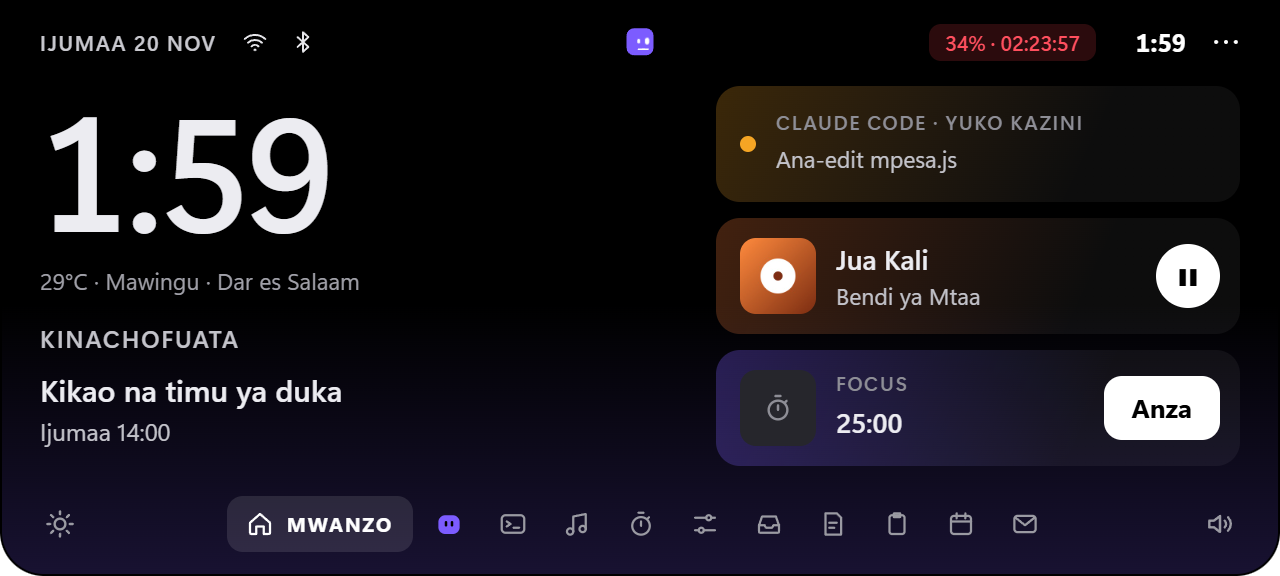 IJUMAA 20 NOV
34% · 02:23:57
1:59
1:59
29°C · Mawingu · Dar es Salaam
KINACHOFUATA
Kikao na timu ya duka
Ijumaa 14:00
CLAUDE CODE · YUKO KAZINI
Ana-edit mpesa.js
Jua Kali
Bendi ya Mtaa
FOCUS
25:00
Anza
MWANZO